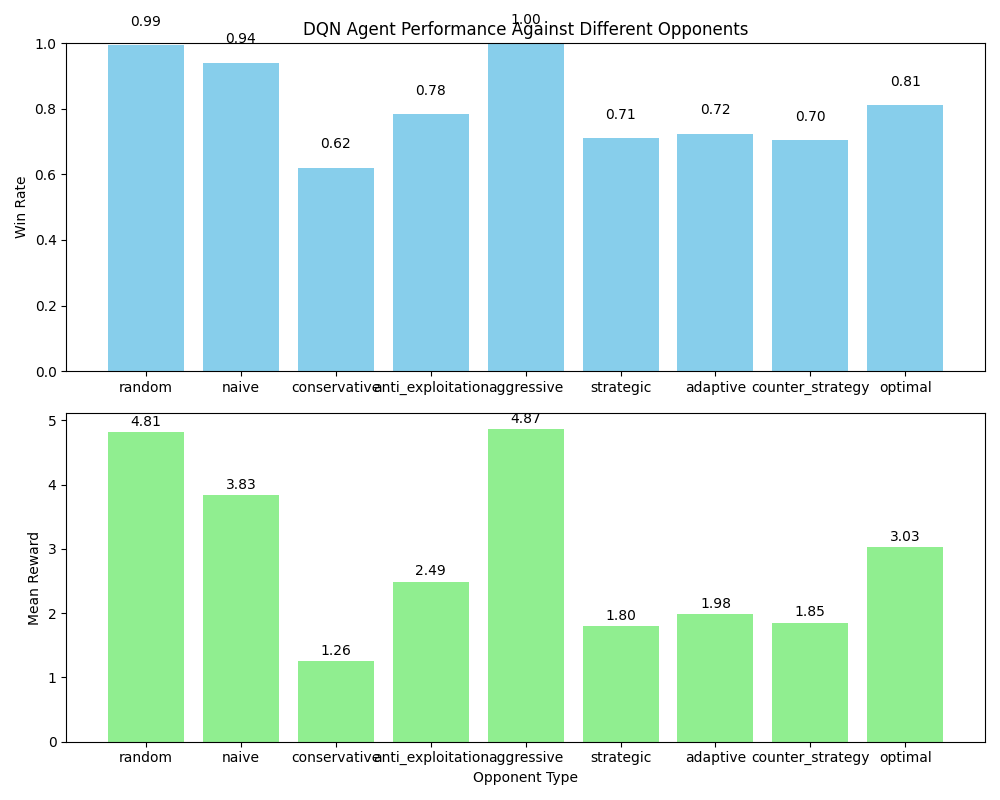 DQN Agent Performance Against Different Opponents
0.99 0.94 0.62 0.78 1.00 0.71 0.72 0.70 0.81
Win Rate
1.0
0.8
0.6
0.4
0.2
0.0
random naive conservative anti_exploitation aggressive strategic adaptive counter_strategy optimal
4.81 3.83 1.26 2.49 4.87 1.80 1.98 1.85 3.03
Mean Reward
5
4
3
2
1
0
random naive conservative anti_exploitation aggressive strategic adaptive counter_strategy optimal
Opponent Type